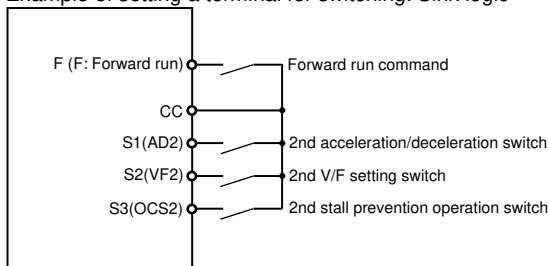 Example of setting a terminal for switching: Sink logic
F (F: Forward run) Forward run command
CC
S1(AD2) 2nd acceleration/deceleration switch
S2(VF2) 2nd V/F setting switch
S3(OCS2) 2nd stall prevention operation switch